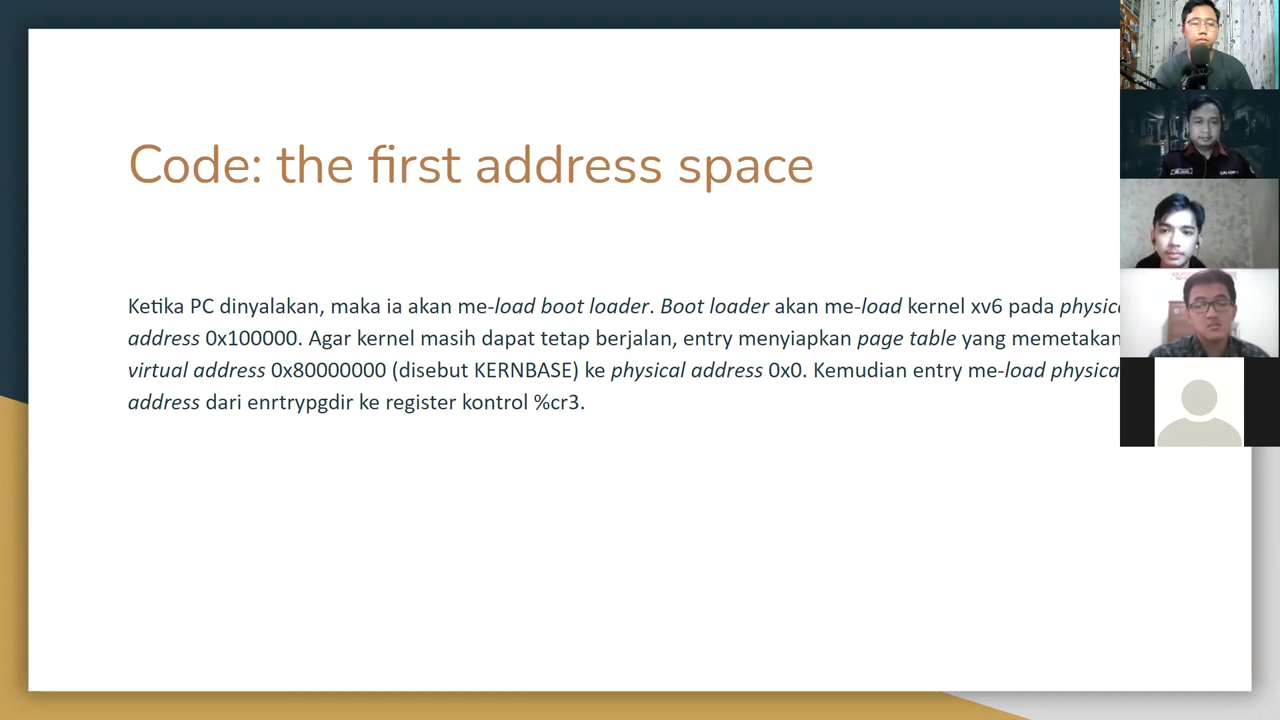 Code: the first address space
Ketika PC dinyalakan, maka ia akan me-load boot loader. Boot loader akan me-load kernel xv6 pada
address 0x100000. Agar kernel masih dapat tetap berjalan, entry menyiapkan page table yang memetakan
virtual address 0x80000000 (disebut KERNBASE) ke physical address 0x0. Kemudian entry me-load
address dari enrtrypgdir ke register kontrol %cr3.